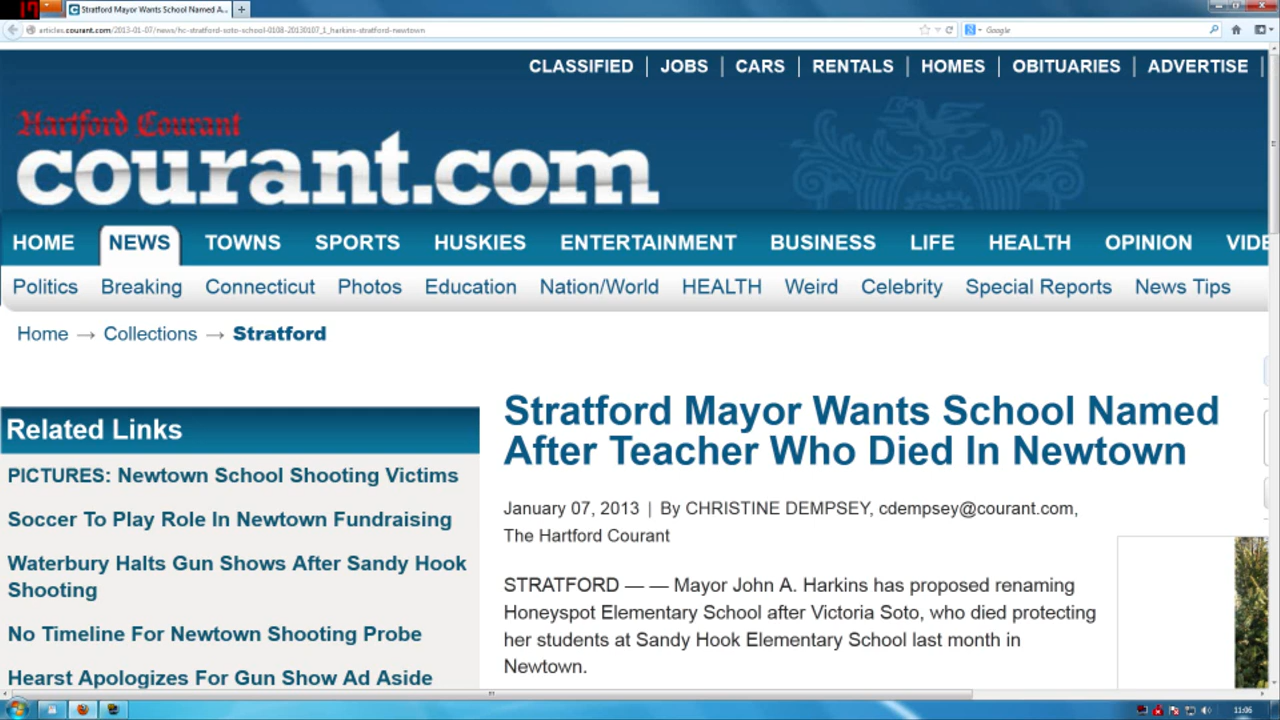 17
Stratford Mayor Wants School Named A...
articles.courant.com/2013-01-07/news/hc-stratford-soto-school-0108-20130107_1_harkins-stratford-newtown
Google
CLASSIFIED | JOBS | CARS | RENTALS | HOMES | OBITUARIES | ADVERTISE |
Hartford Courant
courant.com
HOME NEWS TOWNS SPORTS HUSKIES ENTERTAINMENT BUSINESS LIFE HEALTH OPINION VIDE
Politics Breaking Connecticut Photos Education Nation/World HEALTH Weird Celebrity Special Reports News Tips
Home → Collections → Stratford
Related Links
PICTURES: Newtown School Shooting Victims
Soccer To Play Role In Newtown Fundraising
Waterbury Halts Gun Shows After Sandy Hook
Shooting
No Timeline For Newtown Shooting Probe
Hearst Apologizes For Gun Show Ad Aside
Stratford Mayor Wants School Named
After Teacher Who Died In Newtown
January 07, 2013 | By CHRISTINE DEMPSEY, cdempsey@courant.com,
The Hartford Courant
STRATFORD — — Mayor John A. Harkins has proposed renaming
Honeyspot Elementary School after Victoria Soto, who died protecting
her students at Sandy Hook Elementary School last month in
Newtown.
11:06